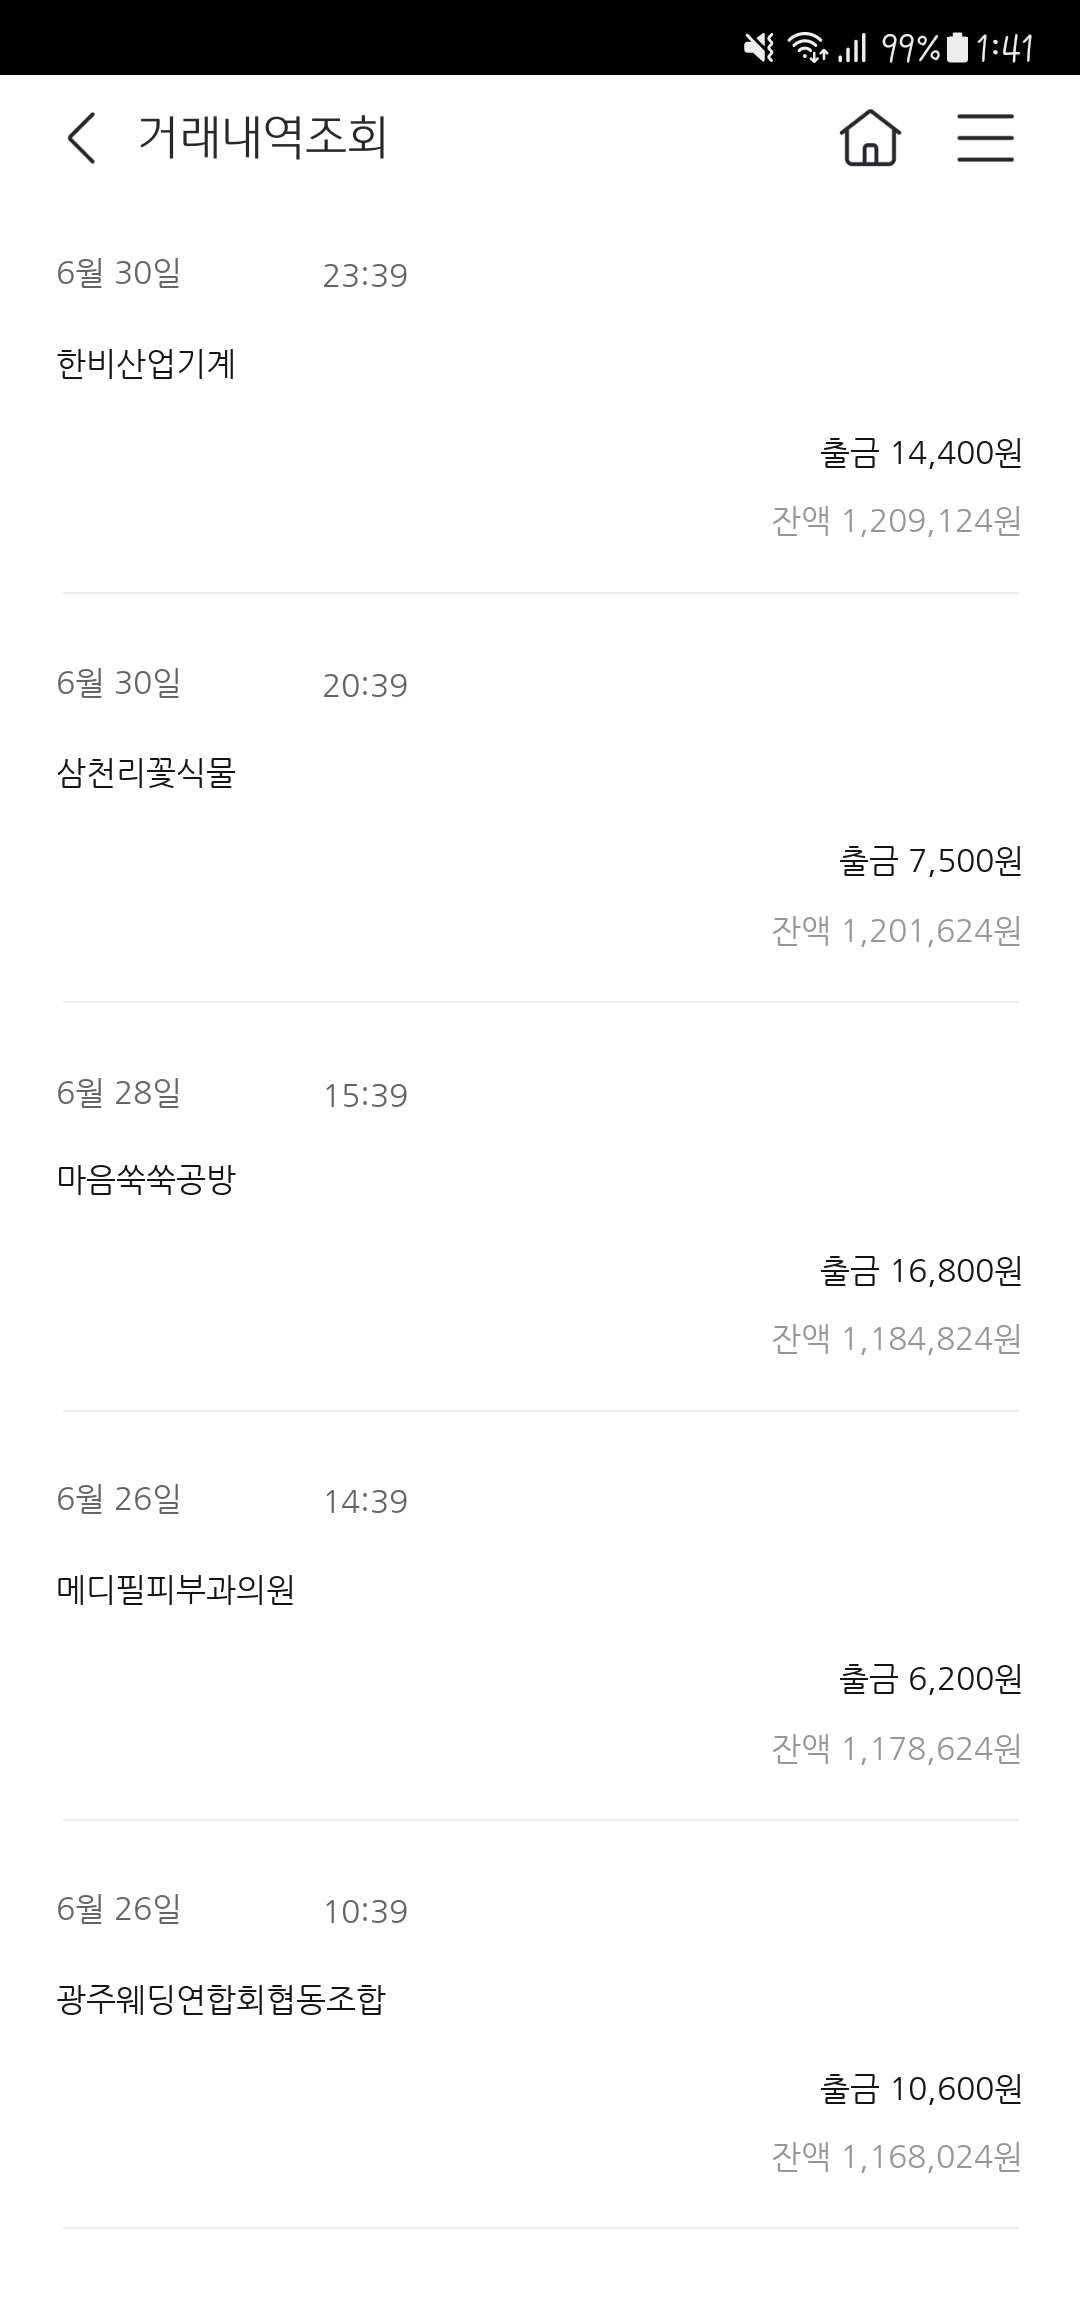 99% 1:41
거래내역조회
6월 30일 23:39
한비산업기계
출금 14,400원
잔액 1,209,124원
6월 30일 20:39
삼천리꽃식물
출금 7,500원
잔액 1,201,624원
6월 28일 15:39
마음쑥쑥공방
출금 16,800원
잔액 1,184,824원
6월 26일 14:39
메디필피부과의원
출금 6,200원
잔액 1,178,624원
6월 26일 10:39
광주웨딩연합회협동조합
출금 10,600원
잔액 1,168,024원